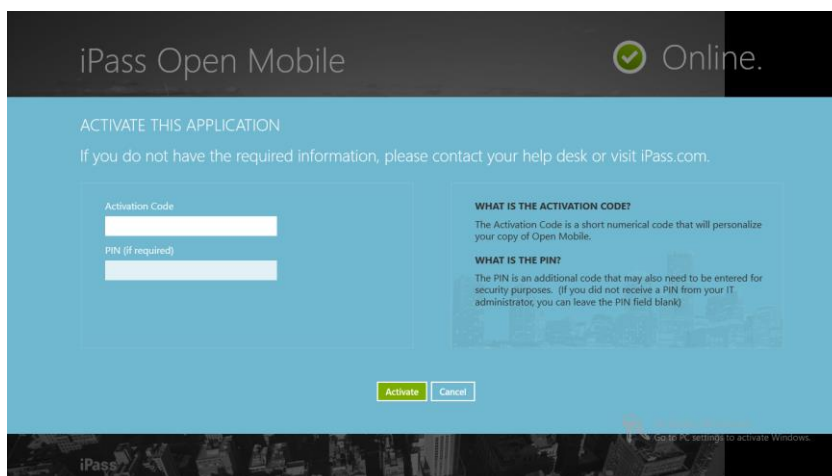 iPass Open Mobile
Online.
ACTIVATE THIS APPLICATION
If you do not have the required information, please contact your help desk or visit iPass.com.
Activation Code
PIN (if required)
WHAT IS THE ACTIVATION CODE?
The Activation Code is a short numerical code that will personalize
your copy of Open Mobile.
WHAT IS THE PIN?
The PIN is an additional code that may also need to be entered for
security purposes. (If you did not receive a PIN from your IT
administrator, you can leave the PIN field blank)
Activate
Cancel
Go to PC settings to activate Windows.
iPass